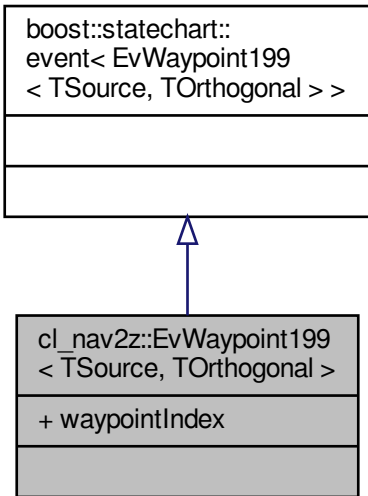 boost::statechart::
event< EvWaypoint199
< TSource, TOrthogonal > >
cl_nav2z::EvWaypoint199
< TSource, TOrthogonal >
+ waypointIndex